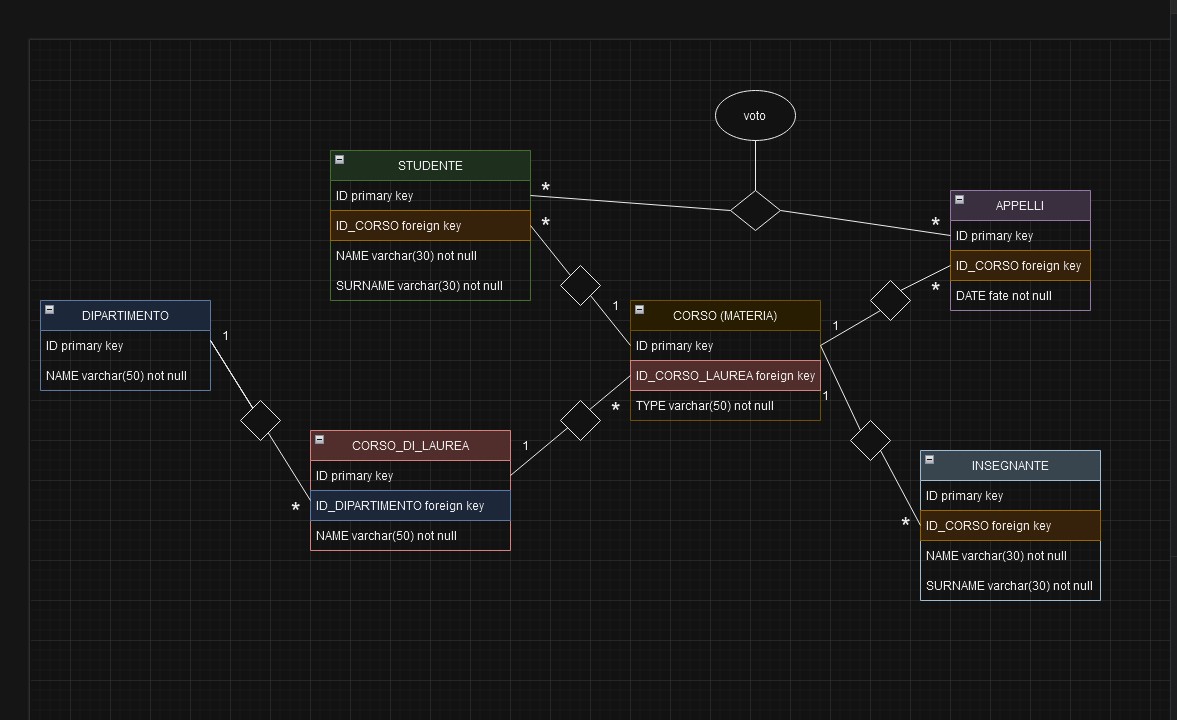 voto
STUDENTE
ID primary key
ID_CORSO foreign key
NAME varchar(30) not null
SURNAME varchar(30) not null
*
*
1
APPELLI
ID primary key
ID_CORSO foreign key
DATE fate not null
*
*
DIPARTIMENTO
ID primary key
NAME varchar(50) not null
1
*
CORSO (MATERIA)
ID primary key
ID_CORSO_LAUREA foreign key
TYPE varchar(50) not null
1
1
*
CORSO_DI_LAUREA
ID primary key
ID_DIPARTIMENTO foreign key
NAME varchar(50) not null
1
INSEGNANTE
ID primary key
ID_CORSO foreign key
NAME varchar(30) not null
SURNAME varchar(30) not null
*